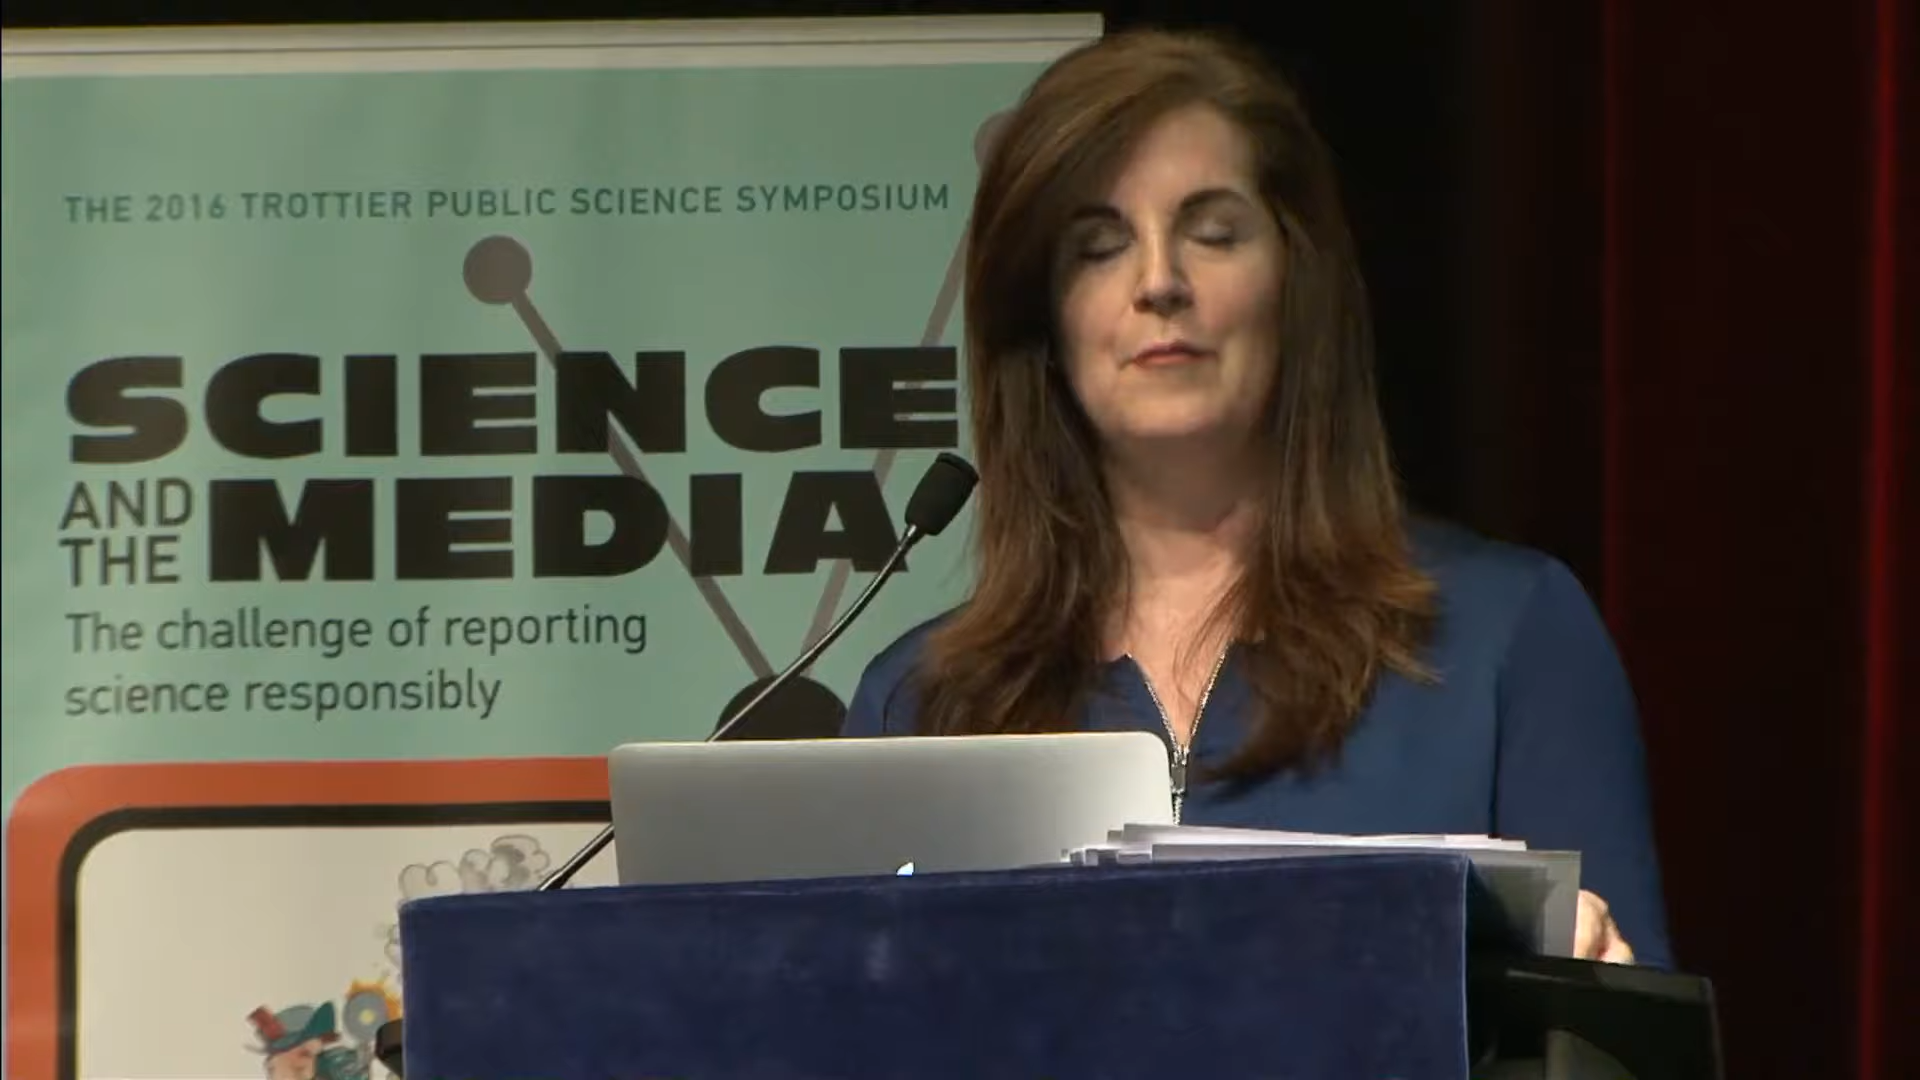 THE 2016 TROTTIER PUBLIC SCIENCE SYMPOSIUM
SCIENCE
AND THE MEDIA
The challenge of reporting
science responsibly